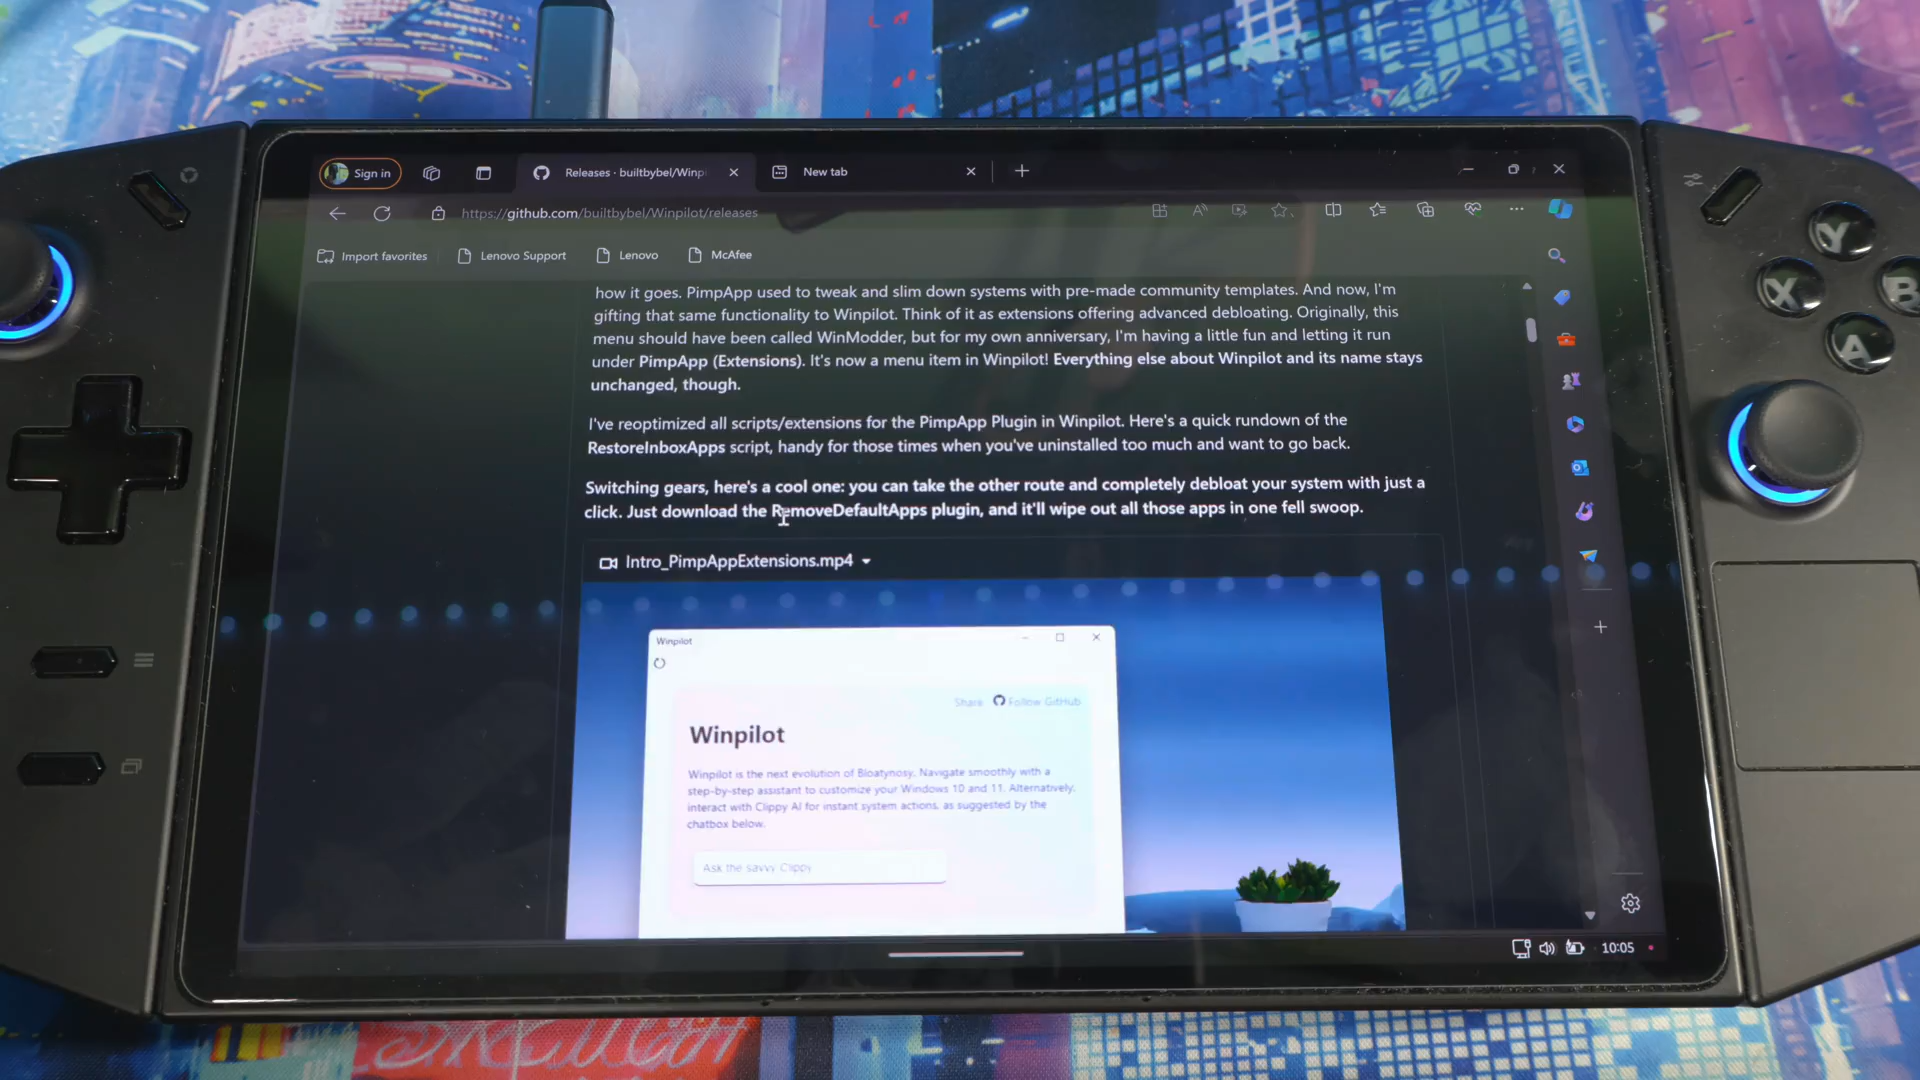 Sign in
Releases · builtbybel/Winp
New tab
https://github.com/builtbybel/Winpilot/releases
Import favorites
Lenovo Support
Lenovo
McAfee
how it goes. PimpApp used to tweak and slim down systems with pre-made community templates. And now, I'm
gifting that same functionality to Winpilot. Think of it as extensions offering advanced debloating. Originally, this
menu should have been called WinModder, but for my own anniversary, I'm having a little fun and letting it run
under PimpApp (Extensions). It's now a menu item in Winpilot! Everything else about Winpilot and its name stays
unchanged, though.
I've reoptimized all scripts/extensions for the PimpApp Plugin in Winpilot. Here's a quick rundown of the
RestoreInboxApps script, handy for those times when you've uninstalled too much and want to go back.
Switching gears, here's a cool one: you can take the other route and completely debloat your system with just a
click. Just download the RemoveDefaultApps plugin, and it'll wipe out all those apps in one fell swoop.
Intro_PimpAppExtensions.mp4
Winpilot
Share Follow GitHub
Winpilot
Winpilot is the next evolution of Bloatynosy. Navigate smoothly with a
step-by-step assistant to customize your Windows 10 and 11. Alternatively,
interact with Clippy AI for instant system actions, as suggested by the
chatbox below.
Ask the savvy Clippy
10:05
Y
X
B
A